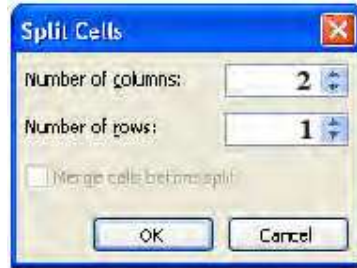 Split Cells
Number of columns: 2
Number of rows: 1
Merge cells before split
OK Cancel